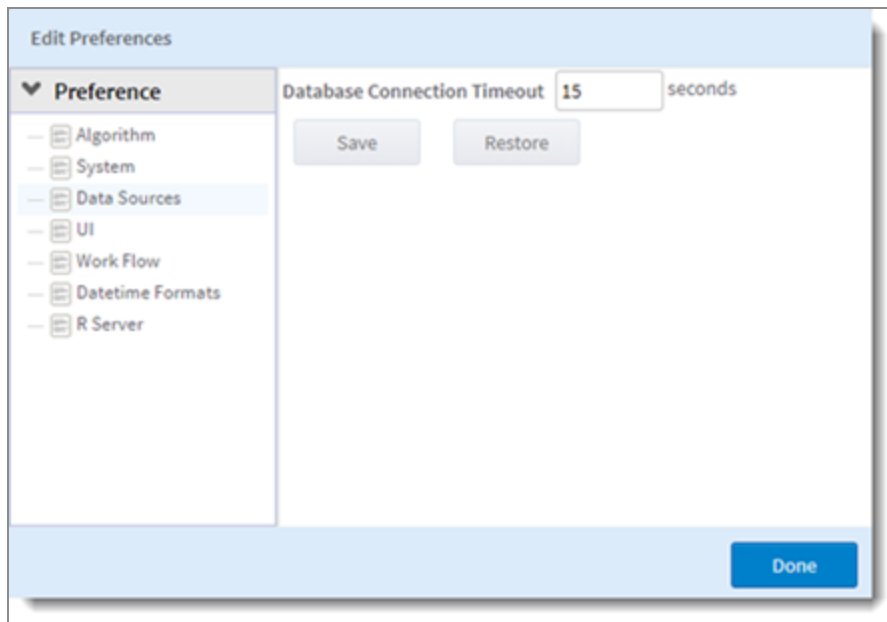 Edit Preferences
Preference
Algorithm
System
Data Sources
UI
Work Flow
Datetime Formats
R Server
Database Connection Timeout 15 seconds
Save Restore
Done